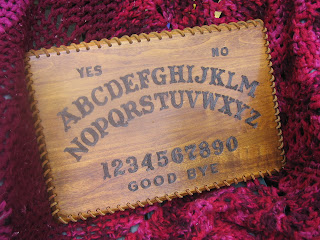 YES NO
ABCDEFGHIJKLM
NOPQRSTUVWXYZ
1234567890
GOOD BYE